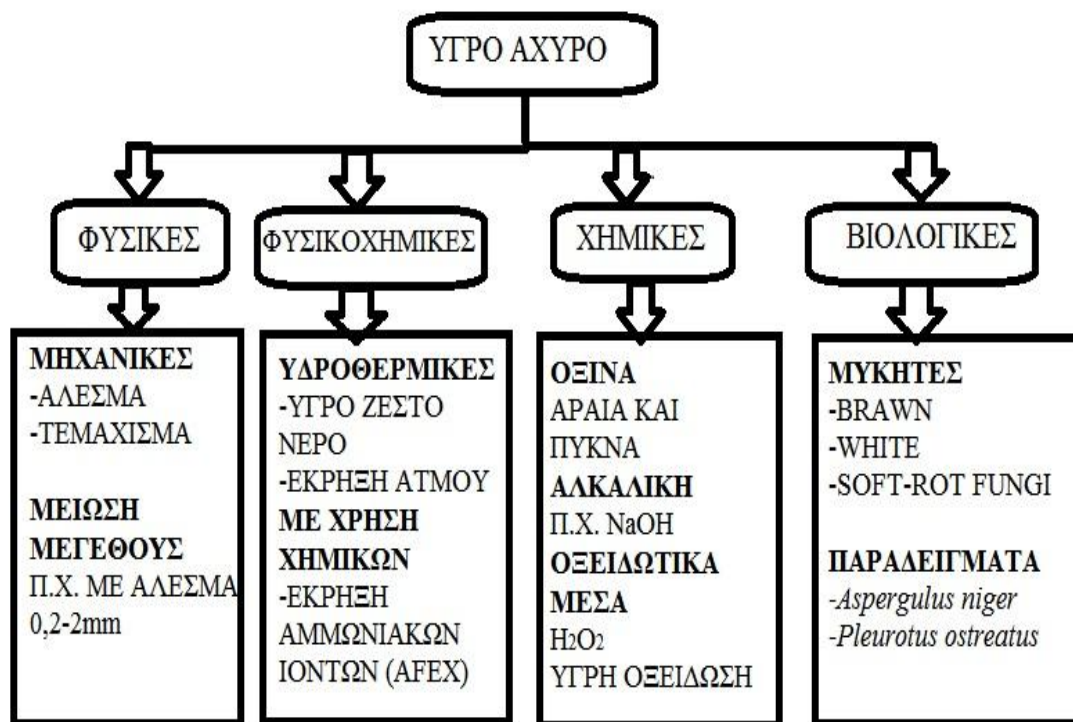 ΥΓΡΟ ΑΧΥΡΟ
ΦΥΣΙΚΕΣ
ΦΥΣΙΚΟΧΗΜΙΚΕΣ
ΧΗΜΙΚΕΣ
ΒΙΟΛΟΓΙΚΕΣ
ΜΗΧΑΝΙΚΕΣ
-ΑΛΕΣΜΑ
-ΤΕΜΑΧΙΣΜΑ
ΜΕΙΩΣΗ
ΜΕΓΕΘΟΥΣ
Π.Χ. ΜΕ ΑΛΕΣΜΑ
0,2-2mm
ΥΔΡΟΘΕΡΜΙΚΕΣ
-ΥΓΡΟ ΖΕΣΤΟ
ΝΕΡΟ
-ΕΚΡΗΞΗ ΑΤΜΟΥ
ΜΕ ΧΡΗΣΗ
ΧΗΜΙΚΩΝ
-ΕΚΡΗΞΗ
ΑΜΜΩΝΙΑΚΩΝ
ΙΟΝΤΩΝ (AFEX)
ΟΞΙΝΑ
ΑΡΑΙΑ ΚΑΙ
ΠΥΚΝΑ
ΑΛΚΑΛΙΚΗ
Π.Χ. NaOH
ΟΞΕΙΔΩΤΙΚΑ
ΜΕΣΑ
H2O2
ΥΓΡΗ ΟΞΕΙΔΩΣΗ
ΜΥΚΗΤΕΣ
-BRAWN
-WHITE
-SOFT-ROT FUNGI
ΠΑΡΑΔΕΙΓΜΑΤΑ
-Aspergulus niger
-Pleurotus ostreatus